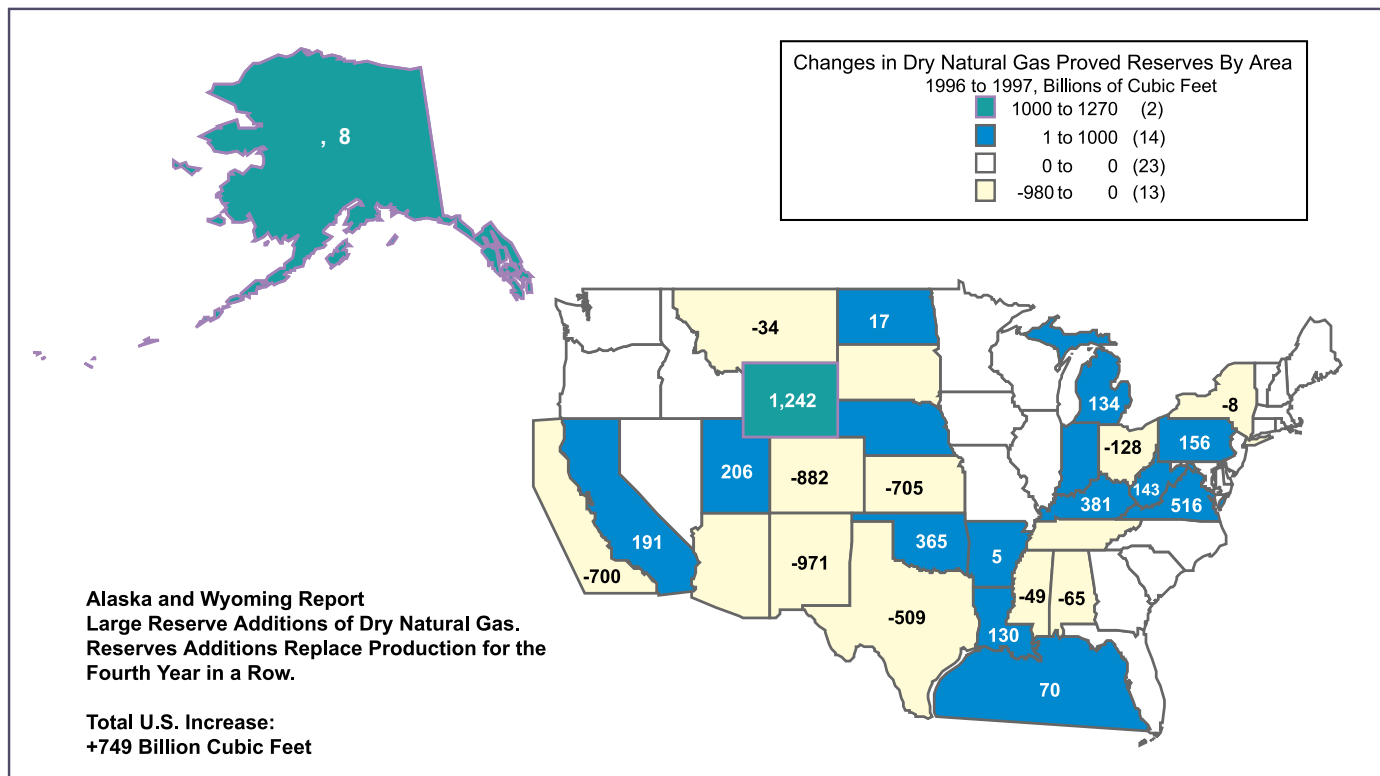 Changes in Dry Natural Gas Proved Reserves By Area
1996 to 1997, Billions of Cubic Feet
1000 to 1270 (2)
1 to 1000 (14)
0 to 0 (23)
-980 to 0 (13)
, 8
-34
17
1,242
134
-8
-128
156
206
-882
-705
381
143
516
191
-700
-971
365
5
-509
-49
-65
130
70
Alaska and Wyoming Report
Large Reserve Additions of Dry Natural Gas.
Reserves Additions Replace Production for the
Fourth Year in a Row.
Total U.S. Increase:
+749 Billion Cubic Feet